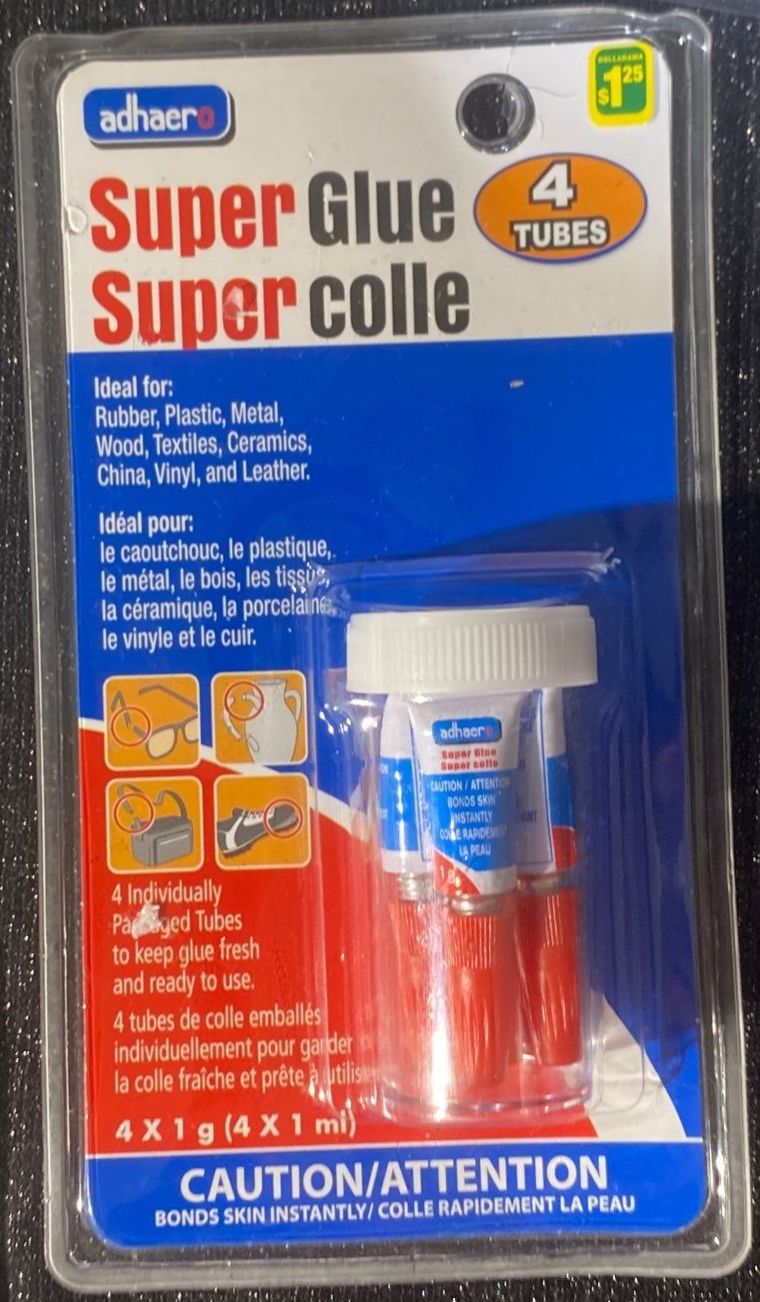 adhaero
DOLLARAMA
$1.25
Super Glue
4
TUBES
Super colle
Ideal for:
Rubber, Plastic, Metal,
Wood, Textiles, Ceramics,
China, Vinyl, and Leather.
Idéal pour:
le caoutchouc, le plastique,
le métal, le bois, les tissus,
la céramique, la porcelaine,
le vinyle et le cuir.
adhaero
Super Glue
Super colle
CAUTION / ATTENTION
BONDS SKIN
INSTANTLY
COLLE RAPIDEMENT
LA PEAU
1 g
4 Individually
Packaged Tubes
to keep glue fresh
and ready to use.
4 tubes de colle emballés
individuellement pour garder
la colle fraîche et prête à utilis
4 X 1 g (4 X 1 ml)
CAUTION/ATTENTION
BONDS SKIN INSTANTLY/ COLLE RAPIDEMENT LA PEAU